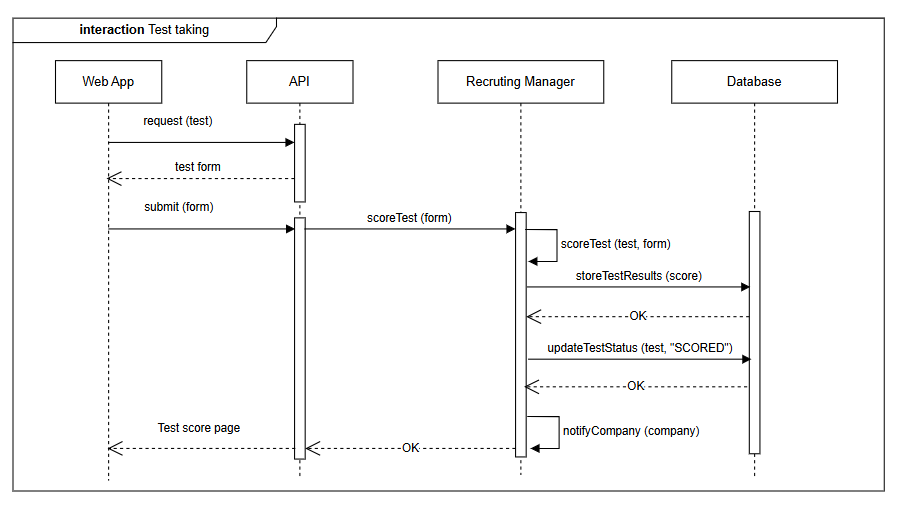 interaction Test taking
Web App
API
Recruting Manager
Database
request (test)
test form
submit (form)
scoreTest (form)
scoreTest (test, form)
storeTestResults (score)
OK
updateTestStatus (test, "SCORED")
OK
notifyCompany (company)
Test score page
OK